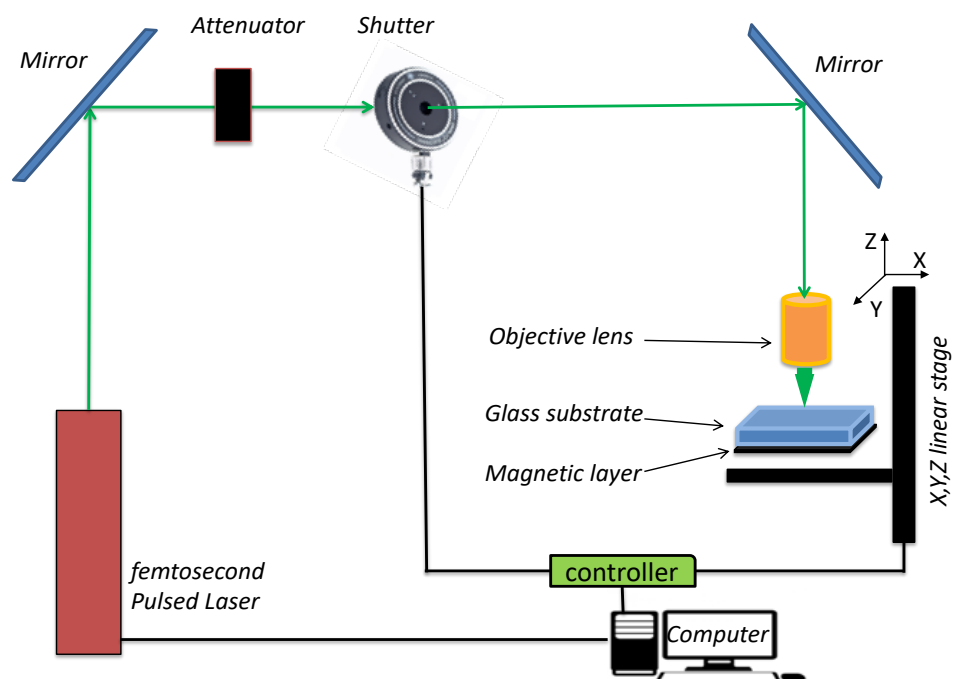 Attenuator
Shutter
Mirror
Mirror
Z
X
Y
Objective lens
Glass substrate
Magnetic layer
X,Y,Z linear stage
femtosecond
Pulsed Laser
controller
Computer